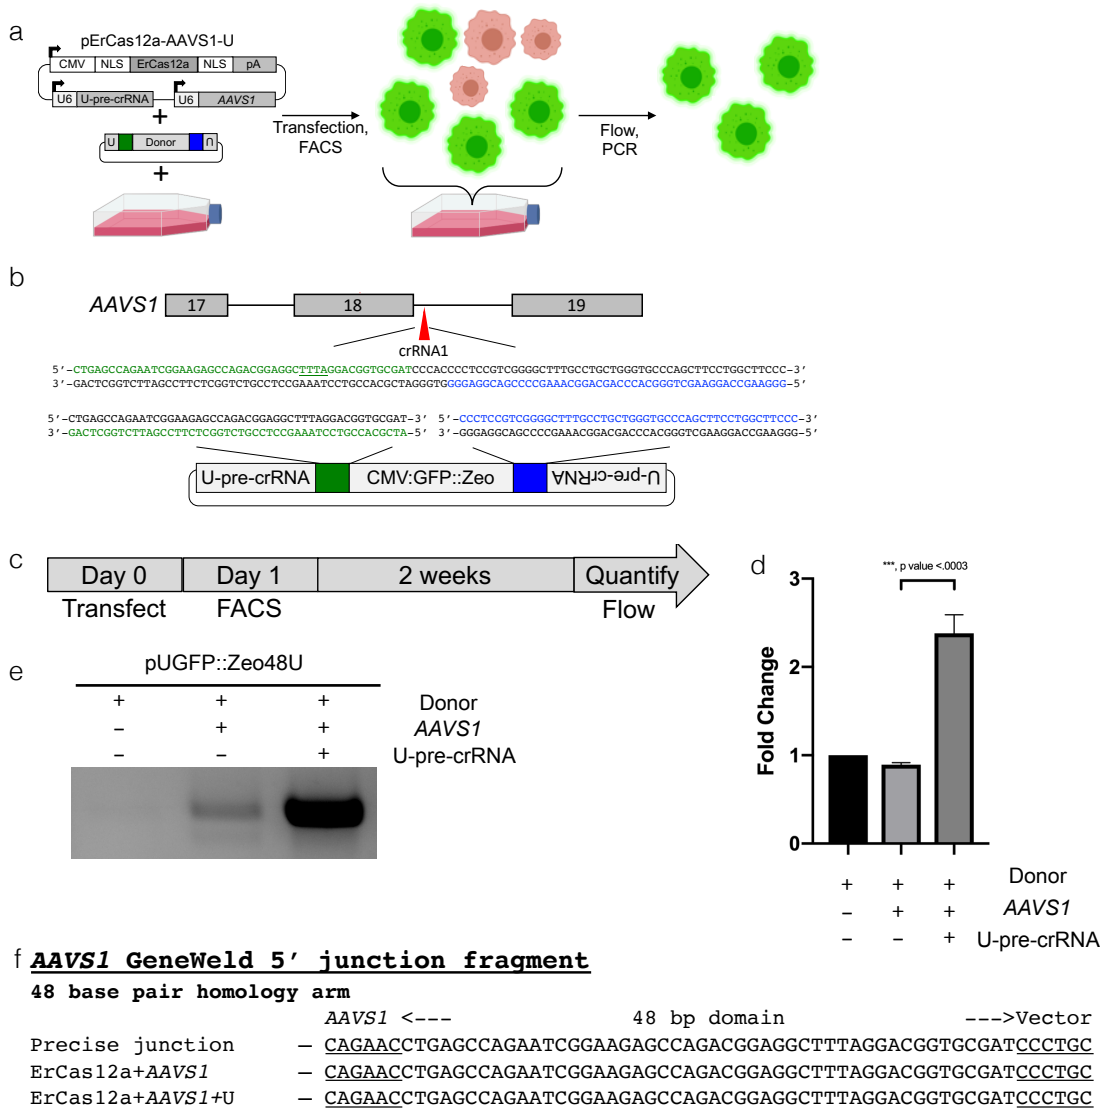 a
pErCas12a-AAVS1-U
CMV NLS ErCas12a NLS pA
U6 U-pre-crRNA U6 AAVS1
+
U Donor U
+
Transfection,
FACS
Flow,
PCR
b
AAVS1 17 18 19
crRNA1
5’-CTGAGCCAGAATCGGAAGAGCCAGACGGAGGCTTTAGGACGGTGCGATCCCACCCCTCCGTCGGGGCTTTGCCTGCTGGGTGCCCAGCTTCCTGGCTTCCC-3’
3’-GACTCGGTCTTAGCCTTCTCGGTCTGCCTCCGAAATCCTGCCACGCTAGGGTGGGGAGGCAGCCCCGAAACGGACGACCCACGGGTCGAAGGACCGAAGGG-5’
5’-CTGAGCCAGAATCGGAAGAGCCAGACGGAGGCTTTAGGACGGTGCGAT-3’ 5’-CCCTCCGTCGGGGCTTTGCCTGCTGGGTGCCCAGCTTCCTGGCTTCCC-3’
3’-GACTCGGTCTTAGCCTTCTCGGTCTGCCTCCGAAATCCTGCCACGCTA-5’ 3’-GGGAGGCAGCCCCGAAACGGACGACCCACGGGTCGAAGGACCGAAGGG-5’
U-pre-crRNA CMV:GFP::Zeo U-pre-crRNA
c
Day 0 Day 1 2 weeks Quantify
Transfect FACS Flow
d
***, p value <.0003
3
2
1
0
Fold Change
+ + + Donor
– + + AAVS1
– – + U-pre-crRNA
e
pUGFP::Zeo48U
+ + + Donor
– + + AAVS1
– – + U-pre-crRNA
f AAVS1 GeneWeld 5’ junction fragment
48 base pair homology arm
AAVS1 <--- 48 bp domain --->Vector
Precise junction – CAGAACCTGAGCCAGAATCGGAAGAGCCAGACGGAGGCTTTAGGACGGTGCGATCCCTGC
ErCas12a+AAVS1 – CAGAACCTGAGCCAGAATCGGAAGAGCCAGACGGAGGCTTTAGGACGGTGCGATCCCTGC
ErCas12a+AAVS1+U – CAGAACCTGAGCCAGAATCGGAAGAGCCAGACGGAGGCTTTAGGACGGTGCGATCCCTGC